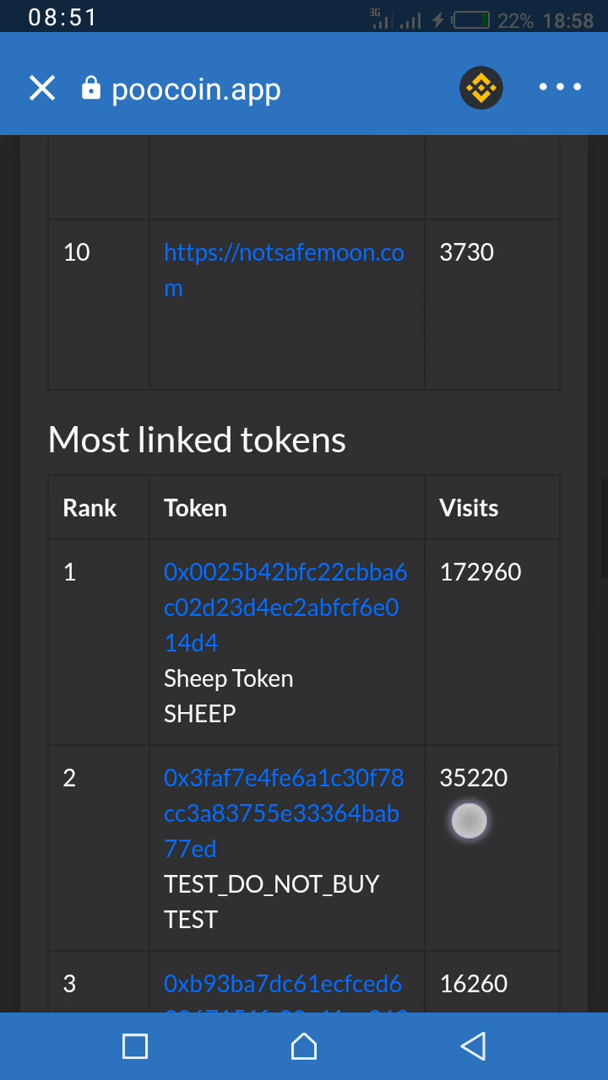 08:51
3G
22% 18:58
poocoin.app
10
https://notsafemoon.co
m
3730
Most linked tokens
Rank Token Visits
1
0x0025b42bfc22cbba6
c02d23d4ec2abfcf6e0
14d4
Sheep Token
SHEEP
172960
2
0x3faf7e4fe6a1c30f78
cc3a83755e33364bab
77ed
TEST_DO_NOT_BUY
TEST
35220
3
0xb93ba7dc61ecfced6
16260